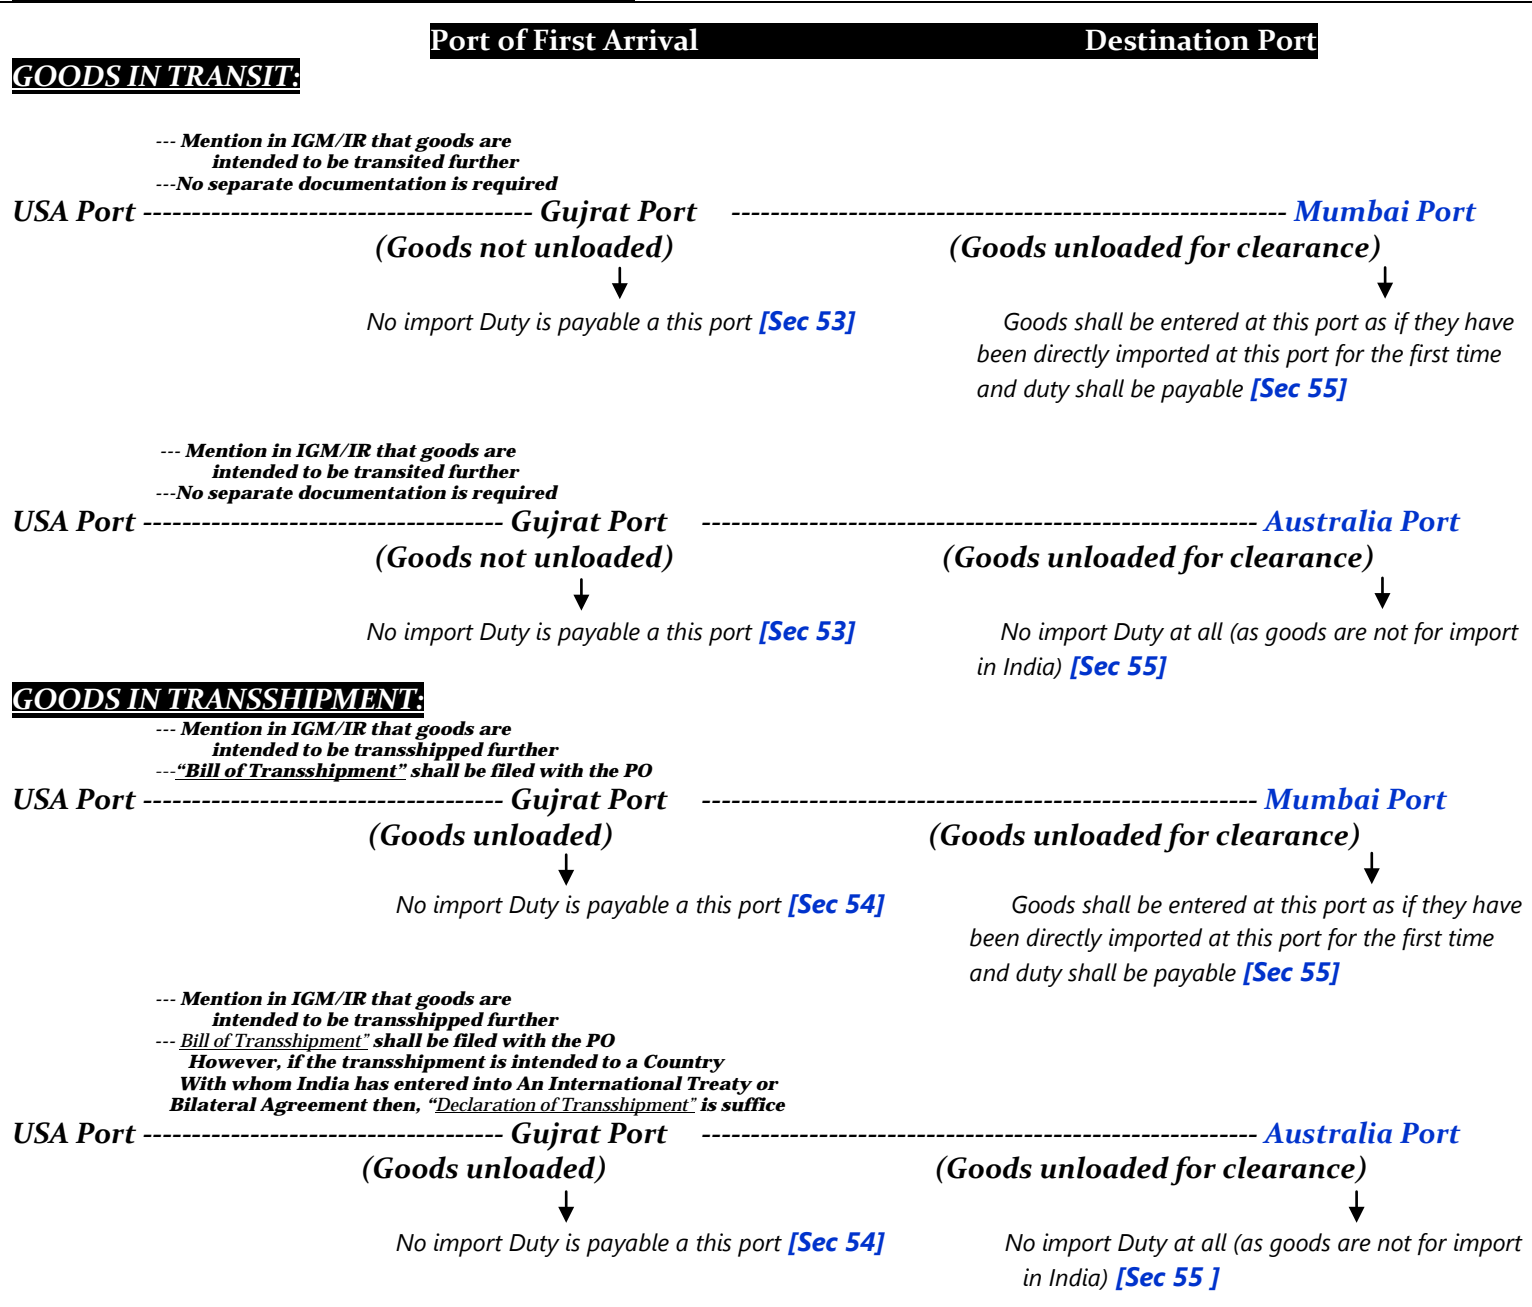 Port of First Arrival Destination Port
GOODS IN TRANSIT:
--- Mention in IGM/IR that goods are
intended to be transited further
---No separate documentation is required
USA Port --------------------------------------- Gujrat Port -------------------------------------------------------- Mumbai Port
(Goods not unloaded) (Goods unloaded for clearance)
No import Duty is payable a this port [Sec 53] Goods shall be entered at this port as if they have
been directly imported at this port for the first time
and duty shall be payable [Sec 55]
--- Mention in IGM/IR that goods are
intended to be transited further
---No separate documentation is required
USA Port ------------------------------------ Gujrat Port -------------------------------------------------------- Australia Port
(Goods not unloaded) (Goods unloaded for clearance)
No import Duty is payable a this port [Sec 53] No import Duty at all (as goods are not for import
in India) [Sec 55]
GOODS IN TRANSSHIPMENT:
--- Mention in IGM/IR that goods are
intended to be transshipped further
---“Bill of Transshipment” shall be filed with the PO
USA Port ------------------------------------ Gujrat Port -------------------------------------------------------- Mumbai Port
(Goods unloaded) (Goods unloaded for clearance)
No import Duty is payable a this port [Sec 54] Goods shall be entered at this port as if they have
been directly imported at this port for the first time
and duty shall be payable [Sec 55]
--- Mention in IGM/IR that goods are
intended to be transshipped further
--- Bill of Transshipment” shall be filed with the PO
However, if the transshipment is intended to a Country
With whom India has entered into An International Treaty or
Bilateral Agreement then, “Declaration of Transshipment” is suffice
USA Port ------------------------------------ Gujrat Port -------------------------------------------------------- Australia Port
(Goods unloaded) (Goods unloaded for clearance)
No import Duty is payable a this port [Sec 54] No import Duty at all (as goods are not for import
in India) [Sec 55 ]